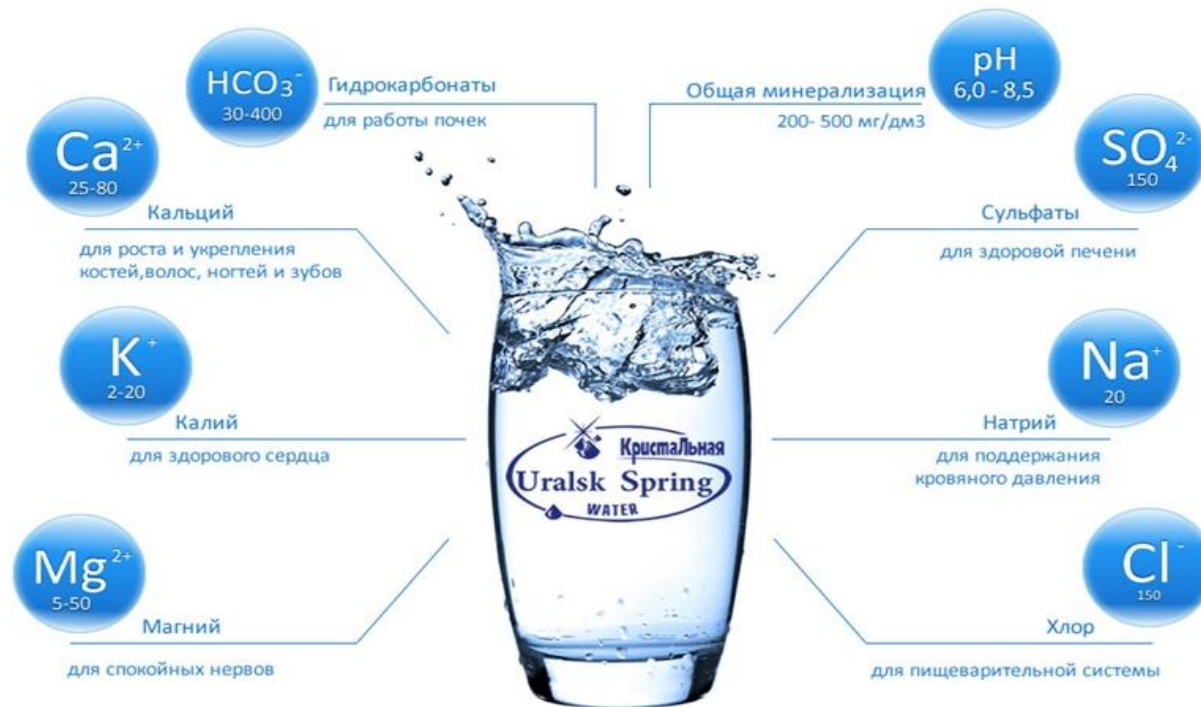 HCO₃⁻
30-400
Гидрокарбонаты
для работы почек
Ca²⁺
25-80
Кальций
для роста и укрепления
костей,волос, ногтей и зубов
K⁺
2-20
Калий
для здорового сердца
Mg²⁺
5-50
Магний
для спокойных нервов
pH
6,0 - 8,5
Общая минерализация
200- 500 мг/дм3
SO₄²⁻
150
Сульфаты
для здоровой печени
Na⁺
20
Натрий
для поддержания
кровяного давления
Cl⁻
150
Хлор
для пищеварительной системы
КристаЛьная
Uralsk Spring
WATER